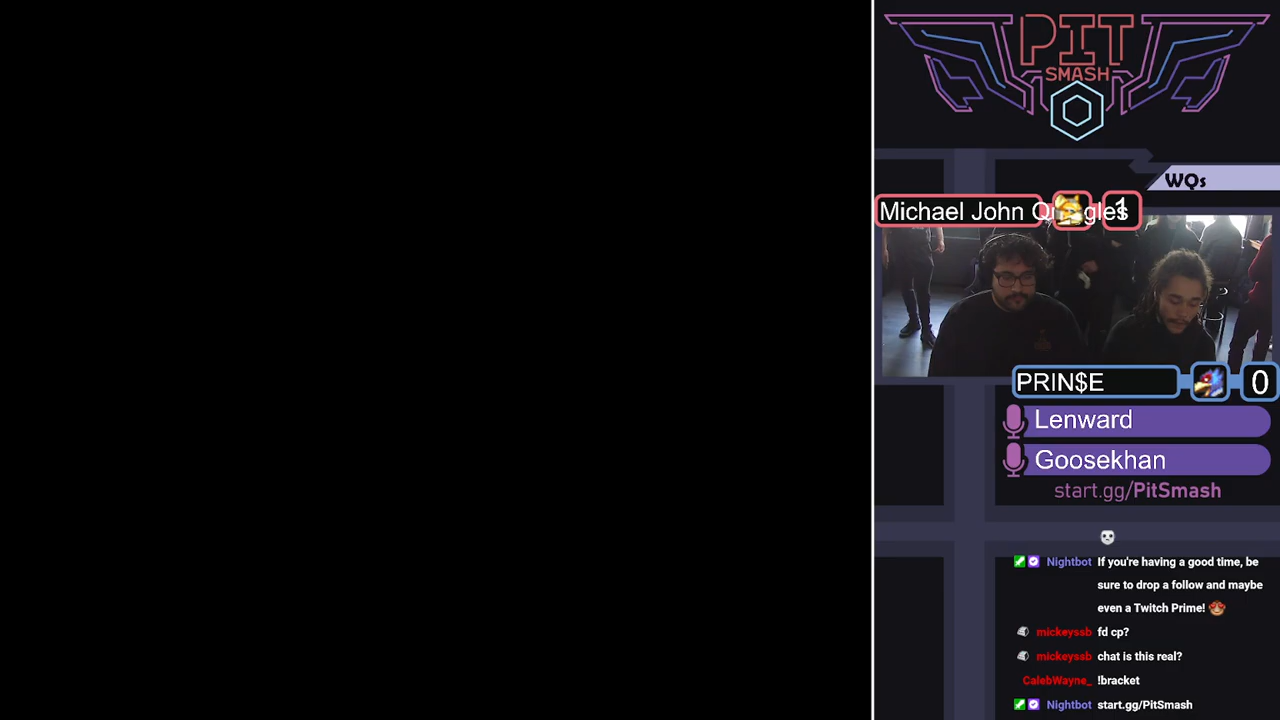 PIT
SMASH
WQs
Michael John Qringles
1
PRIN$E
0
Lenward
Goosekhan
start.gg/PitSmash
Nightbot If you're having a good time, be
sure to drop a follow and maybe
even a Twitch Prime!
mickeyssb fd cp?
mickeyssb chat is this real?
CalebWayne_ !bracket
Nightbot start.gg/PitSmash